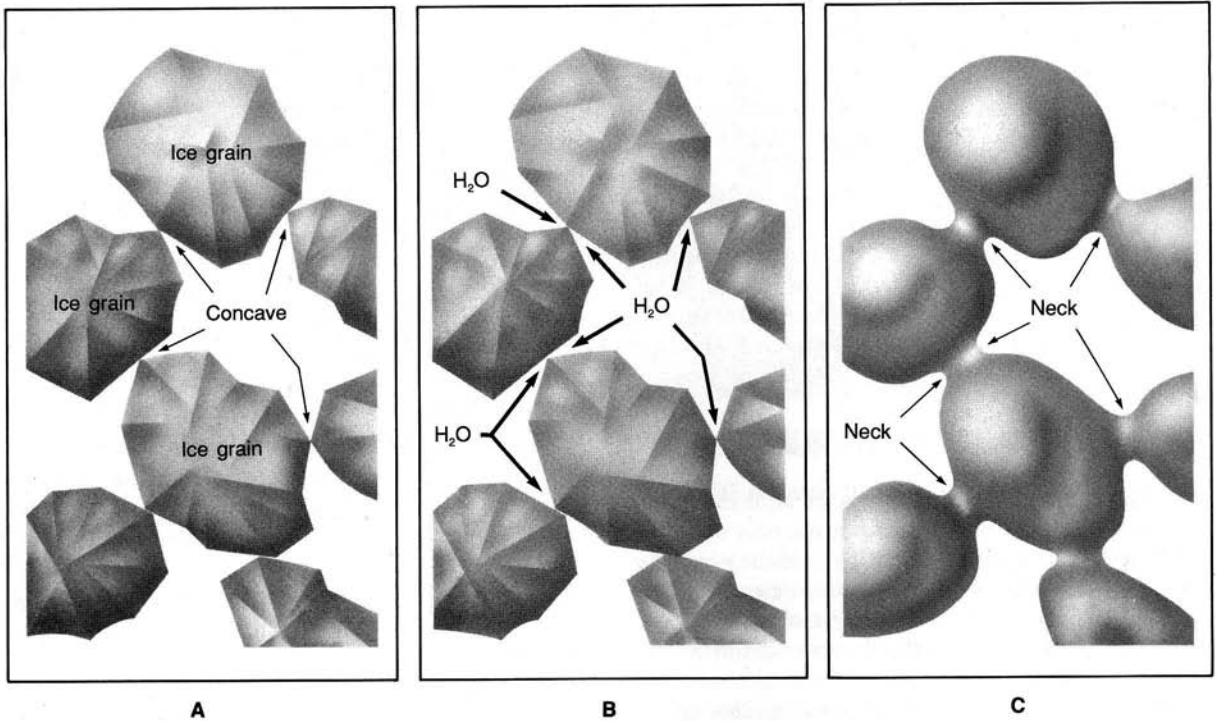 Ice grain
Ice grain
Concave
Ice grain
A
H₂O
H₂O
H₂O
B
Neck
Neck
C